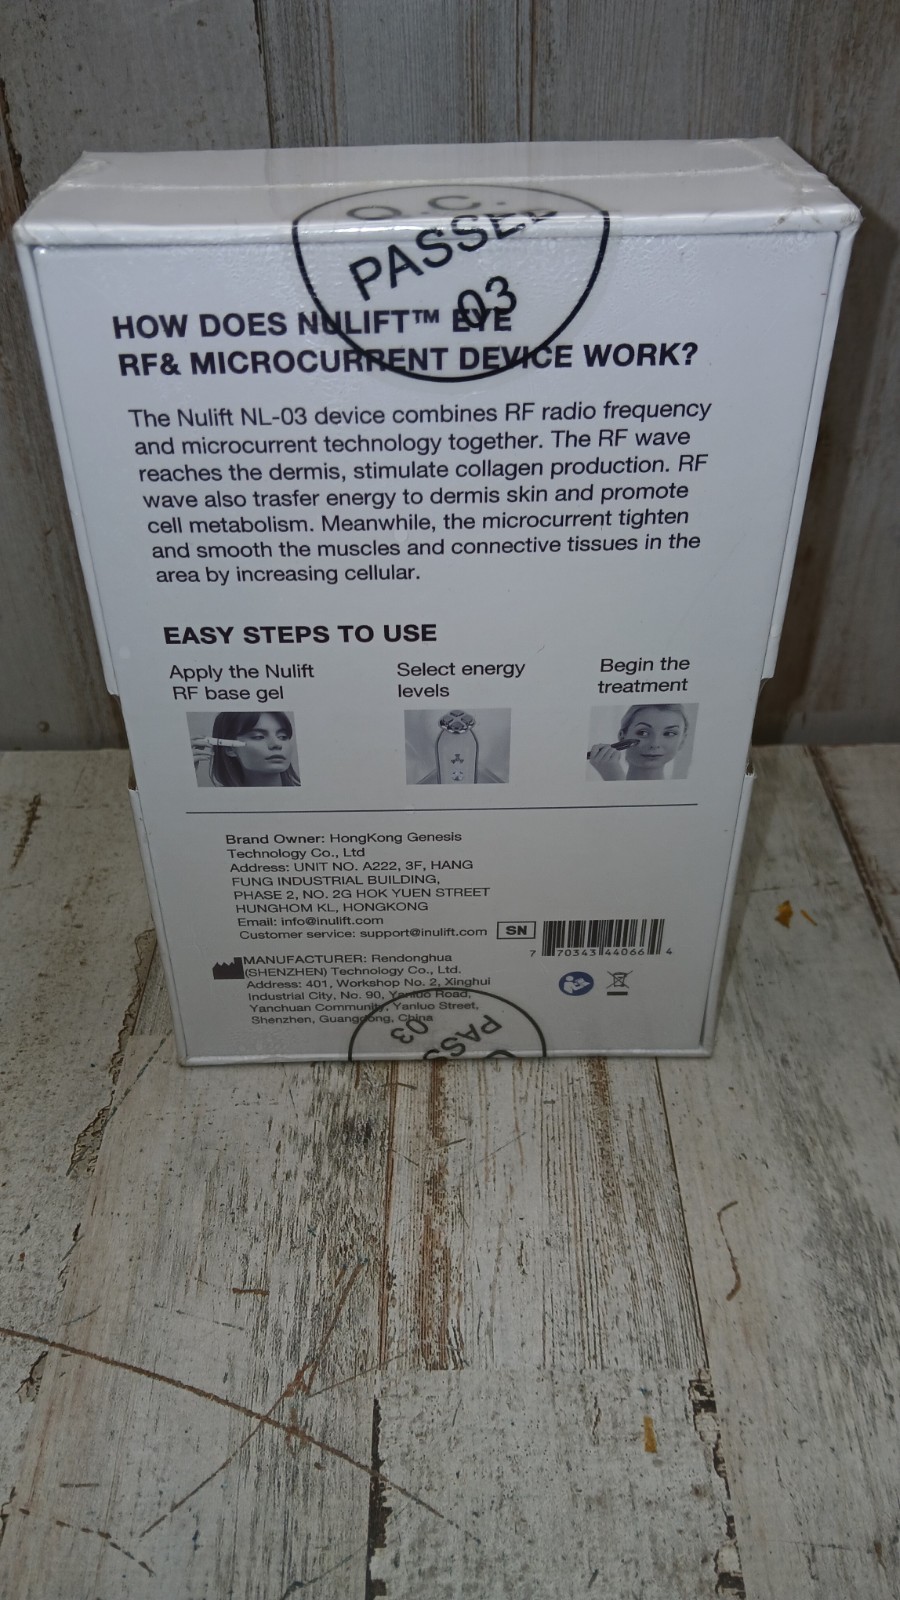 Q.C.
PASSED
03
HOW DOES NULIFT™ EYE
RF& MICROCURRENT DEVICE WORK?
The Nulift NL-03 device combines RF radio frequency
and microcurrent technology together. The RF wave
reaches the dermis, stimulate collagen production. RF
wave also trasfer energy to dermis skin and promote
cell metabolism. Meanwhile, the microcurrent tighten
and smooth the muscles and connective tissues in the
area by increasing cellular.
EASY STEPS TO USE
Apply the Nulift
RF base gel
Select energy
levels
Begin the
treatment
Brand Owner: HongKong Genesis
Technology Co., Ltd
Address: UNIT NO. A222, 3F, HANG
FUNG INDUSTRIAL BUILDING,
PHASE 2, NO. 2G HOK YUEN STREET
HUNGHOM KL, HONGKONG
Email: info@inulift.com
Customer service: support@inulift.com
SN
7 70343 44066 4
MANUFACTURER: Rendonghua
(SHENZHEN) Technology Co., Ltd.
Address: 401, Workshop No. 2, Xinghui
Industrial City, No. 90, Yanluo Road,
Yanchuan Community, Yanluo Street,
Shenzhen, Guangdong, China
03
PASS